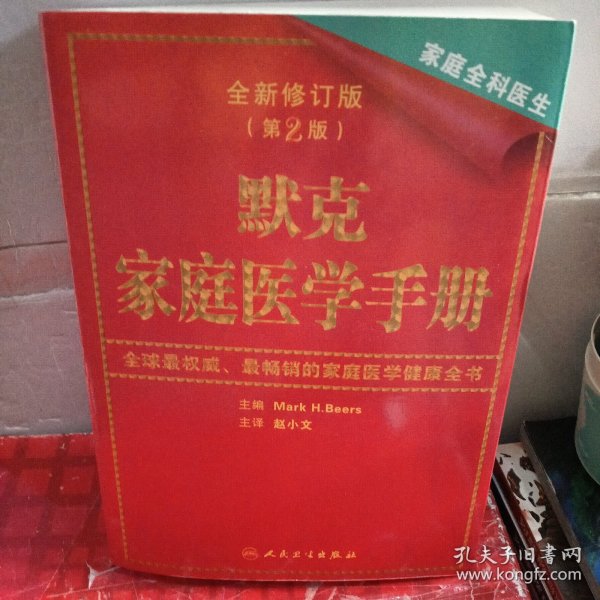 家庭全科医生
全新修订版
（第2版）
默克
家庭医学手册
全球最权威、最畅销的家庭医学健康全书
主编 Mark H.Beers
主译 赵小文
人民卫生出版社
孔夫子旧书网
www.kongfz.com